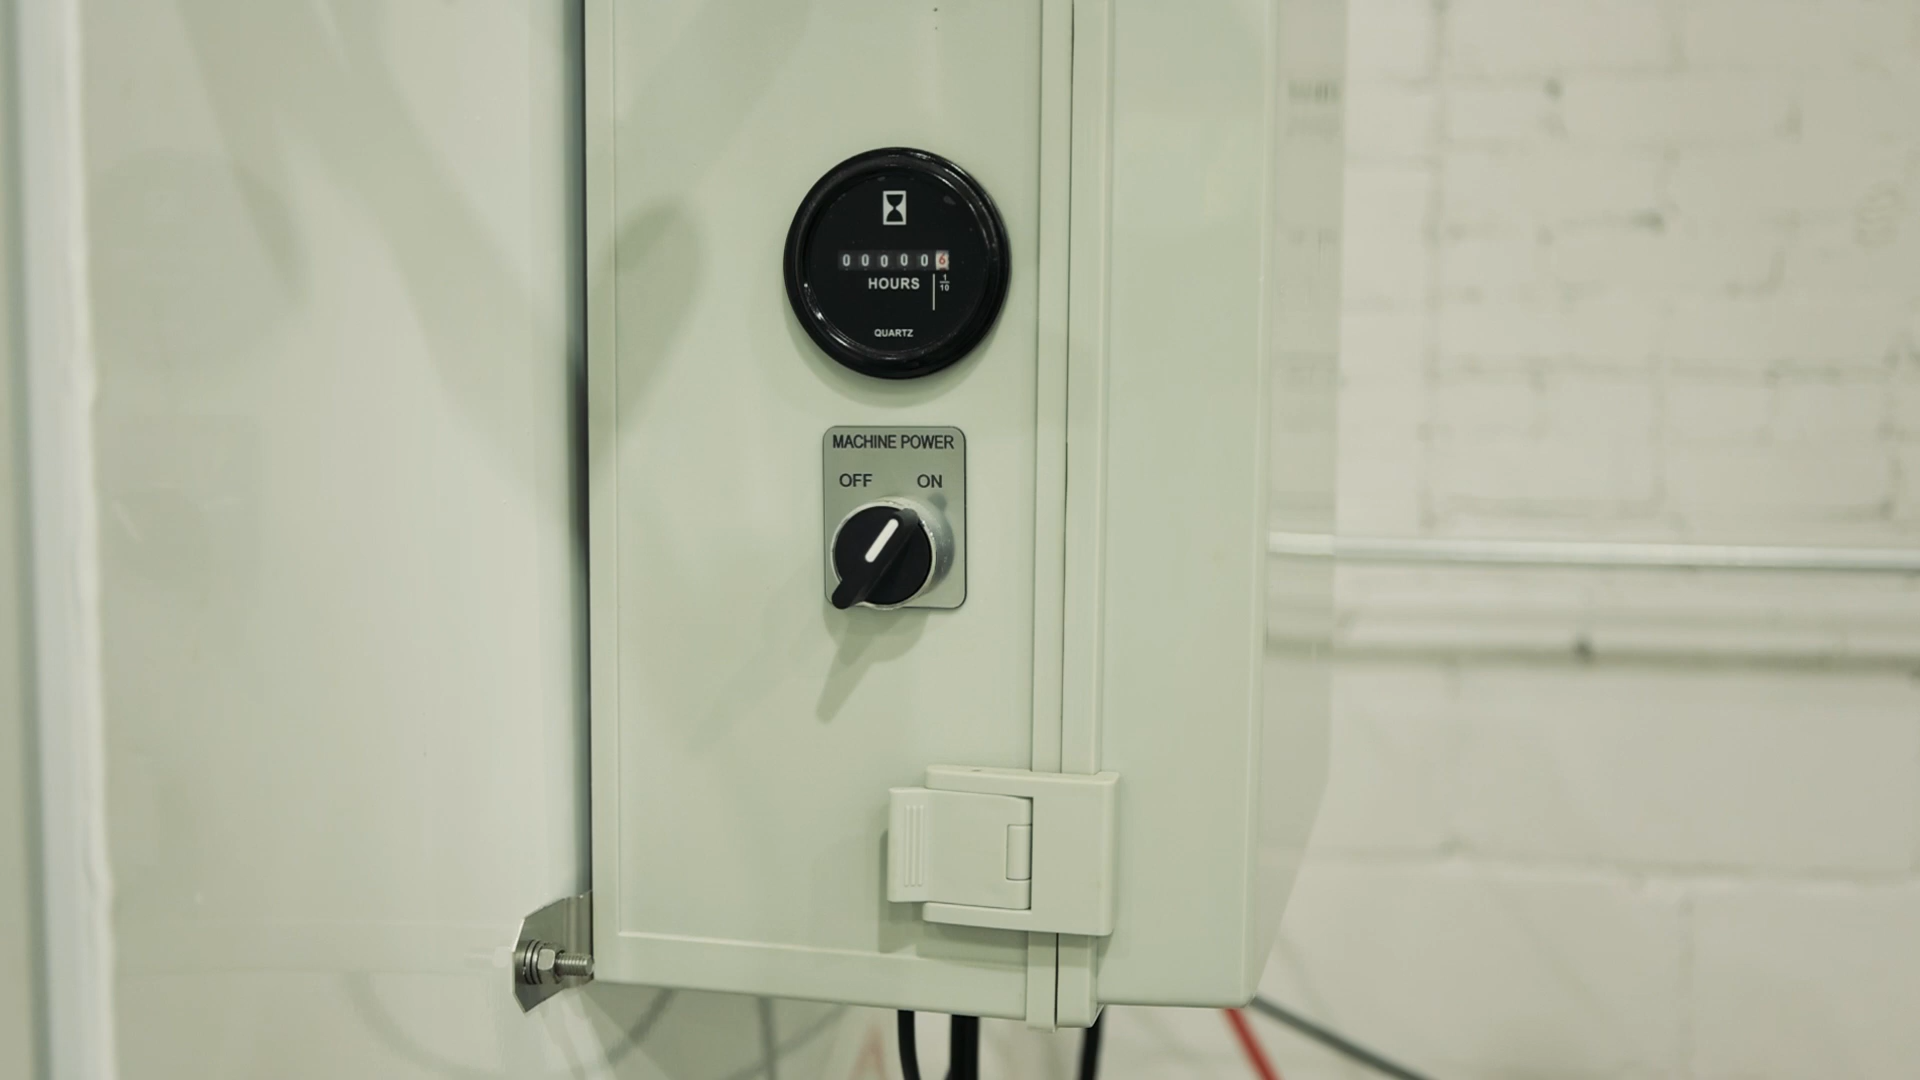 000006
HOURS
1/10
QUARTZ
MACHINE POWER
OFF ON